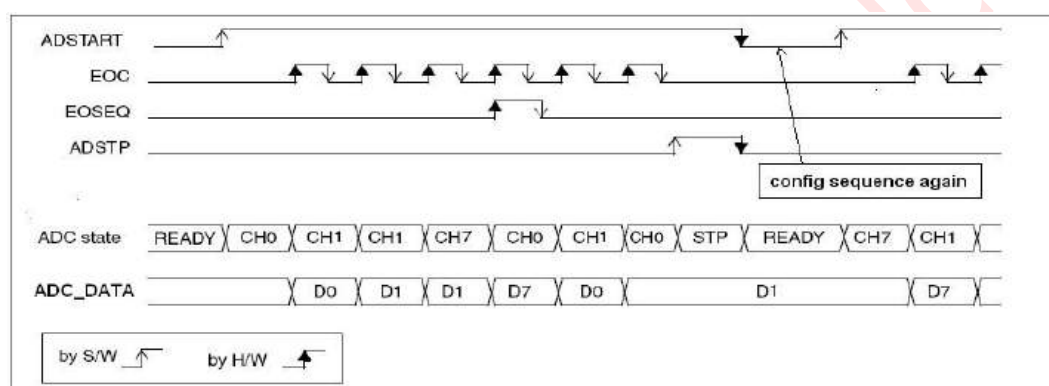 ADSTART
EOC
EOSEQ
ADSTP
config sequence again
ADC state READY CH0 CH1 CH1 CH7 CH0 CH1 CH0 STP READY CH7 CH1
ADC_DATA D0 D1 D1 D7 D0 D1 D7
by S/W by H/W